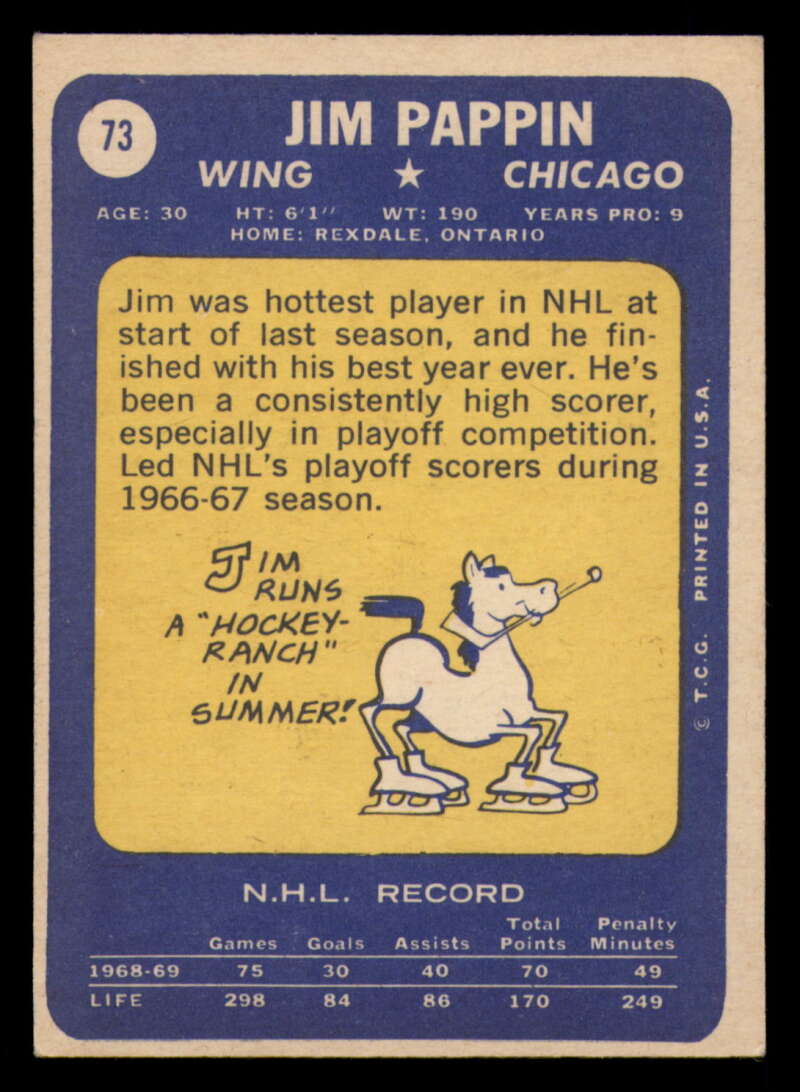 73
JIM PAPPIN
WING ★ CHICAGO
AGE: 30 HT: 6'1" WT: 190 YEARS PRO: 9
HOME: REXDALE, ONTARIO
Jim was hottest player in NHL at
start of last season, and he fin-
ished with his best year ever. He's
been a consistently high scorer,
especially in playoff competition.
Led NHL's playoff scorers during
1966-67 season.
JIM
RUNS
A "HOCKEY-
RANCH"
IN
SUMMER!
© T.C.G. PRINTED IN U.S.A.
N.H.L. RECORD
Total Penalty
Games Goals Assists Points Minutes
1968-69 75 30 40 70 49
LIFE 298 84 86 170 249